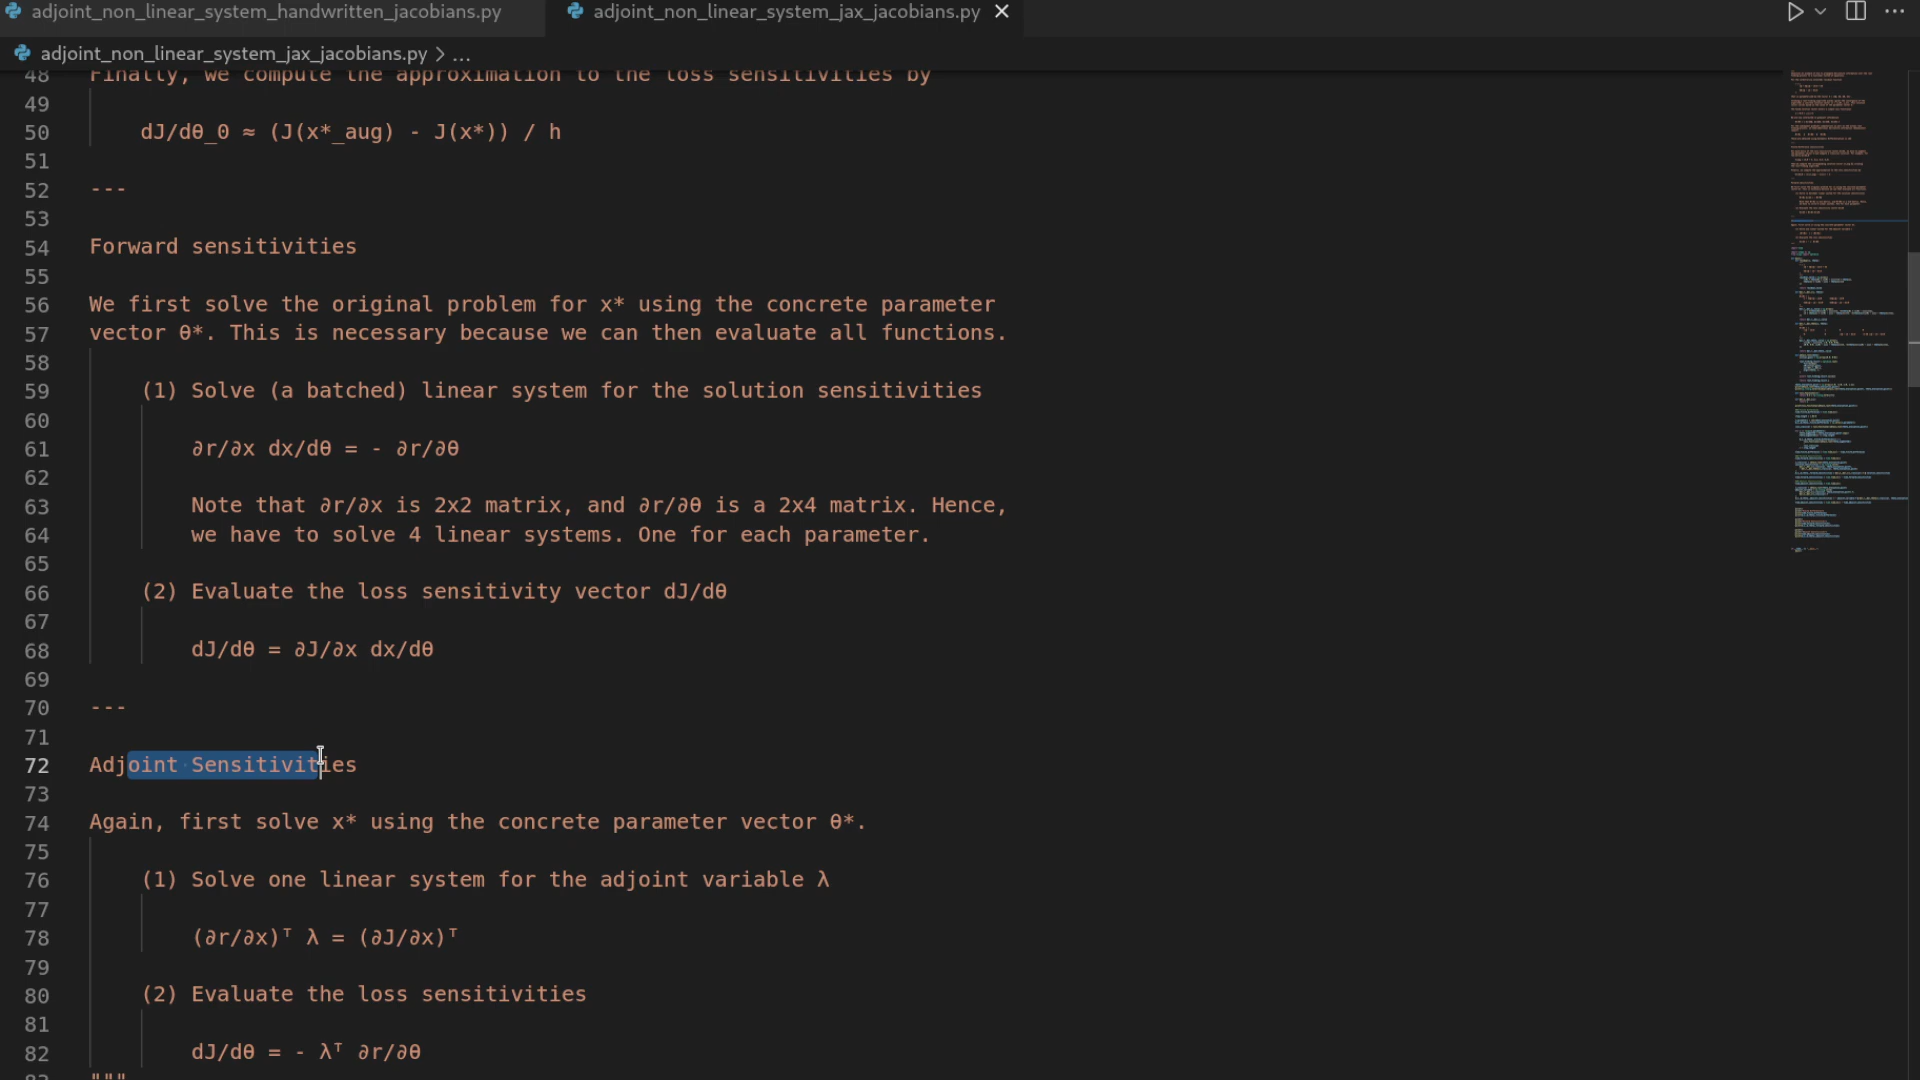 adjoint_non_linear_system_handwritten_jacobians.py
adjoint_non_linear_system_jax_jacobians.py
adjoint_non_linear_system_jax_jacobians.py > ...
48 Finally, we compute the approximation to the loss sensitivities by
49
50 dJ/dθ_0 ≈ (J(x*_aug) - J(x*)) / h
51
52 ---
53
54 Forward sensitivities
55
56 We first solve the original problem for x* using the concrete parameter
57 vector θ*. This is necessary because we can then evaluate all functions.
58
59 (1) Solve (a batched) linear system for the solution sensitivities
60
61 ∂r/∂x dx/dθ = - ∂r/∂θ
62
63 Note that ∂r/∂x is 2x2 matrix, and ∂r/∂θ is a 2x4 matrix. Hence,
64 we have to solve 4 linear systems. One for each parameter.
65
66 (2) Evaluate the loss sensitivity vector dJ/dθ
67
68 dJ/dθ = ∂J/∂x dx/dθ
69
70 ---
71
72 Adjoint Sensitivities
73
74 Again, first solve x* using the concrete parameter vector θ*.
75
76 (1) Solve one linear system for the adjoint variable λ
77
78 (∂r/∂x)ᵀ λ = (∂J/∂x)ᵀ
79
80 (2) Evaluate the loss sensitivities
81
82 dJ/dθ = - λᵀ ∂r/∂θ
83 """